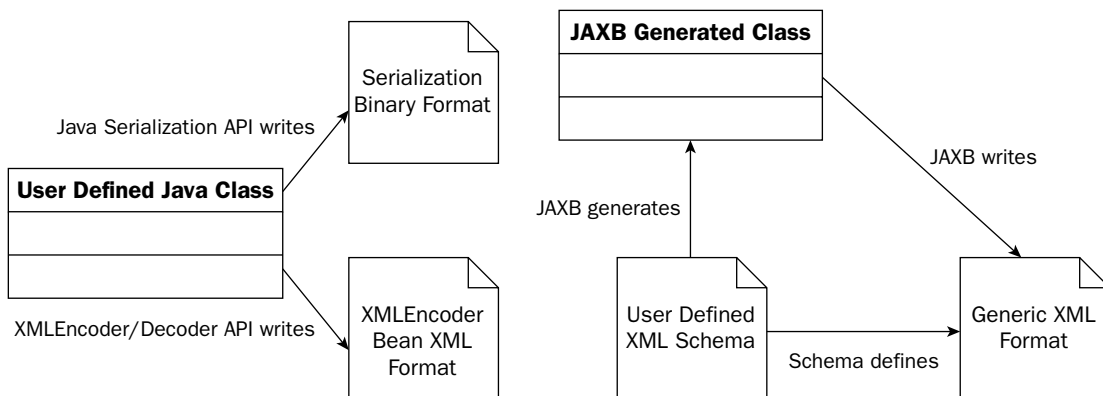 Serialization
Binary Format
Java Serialization API writes
User Defined Java Class
XMLEncoder/Decoder API writes
XMLEncoder
Bean XML
Format
JAXB Generated Class
JAXB writes
JAXB generates
User Defined
XML Schema
Schema defines
Generic XML
Format